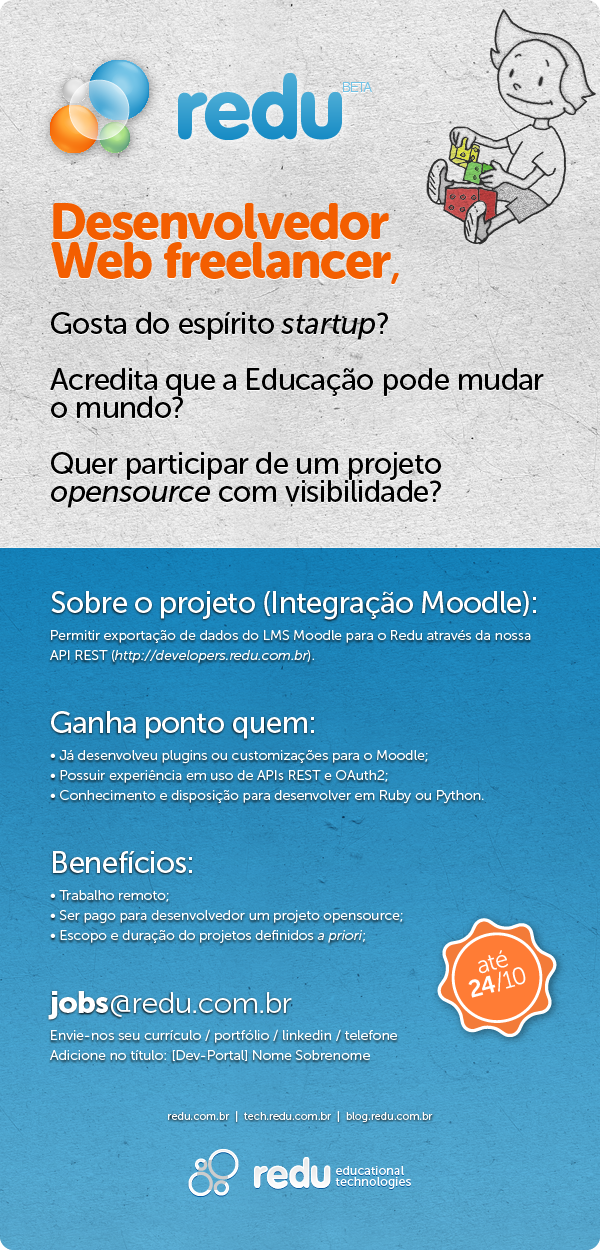 redu BETA
Desenvolvedor
Web freelancer,
Gosta do espírito startup?
Acredita que a Educação pode mudar
o mundo?
Quer participar de um projeto
opensource com visibilidade?
Sobre o projeto (Integração Moodle):
Permitir exportação de dados do LMS Moodle para o Redu através da nossa
API REST (http://developers.redu.com.br).
Ganha ponto quem:
• Já desenvolveu plugins ou customizações para o Moodle;
• Possuir experiência em uso de APIs REST e OAuth2;
• Conhecimento e disposição para desenvolver em Ruby ou Python.
Benefícios:
• Trabalho remoto;
• Ser pago para desenvolvedor um projeto opensource;
• Escopo e duração do projetos definidos a priori;
até
24/10
jobs@redu.com.br
Envie-nos seu currículo / portfólio / linkedin / telefone
Adicione no título: [Dev-Portal] Nome Sobrenome
redu.com.br | tech.redu.com.br | blog.redu.com.br
redu educational
technologies